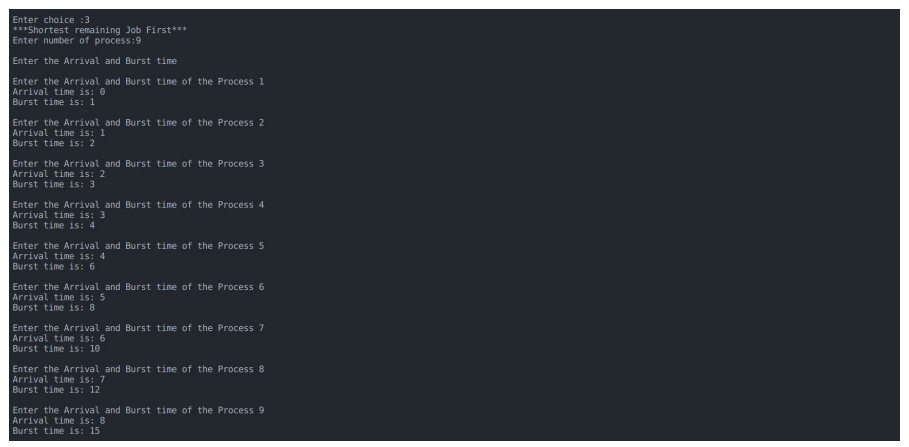 Enter choice :3
***Shortest remaining Job First***
Enter number of process:9
Enter the Arrival and Burst time
Enter the Arrival and Burst time of the Process 1
Arrival time is: 0
Burst time is: 1
Enter the Arrival and Burst time of the Process 2
Arrival time is: 1
Burst time is: 2
Enter the Arrival and Burst time of the Process 3
Arrival time is: 2
Burst time is: 3
Enter the Arrival and Burst time of the Process 4
Arrival time is: 3
Burst time is: 4
Enter the Arrival and Burst time of the Process 5
Arrival time is: 4
Burst time is: 6
Enter the Arrival and Burst time of the Process 6
Arrival time is: 5
Burst time is: 8
Enter the Arrival and Burst time of the Process 7
Arrival time is: 6
Burst time is: 10
Enter the Arrival and Burst time of the Process 8
Arrival time is: 7
Burst time is: 12
Enter the Arrival and Burst time of the Process 9
Arrival time is: 8
Burst time is: 15